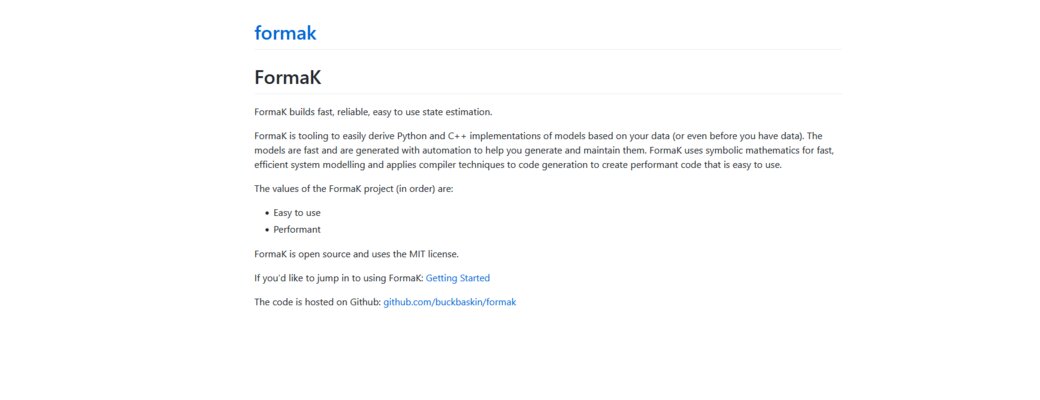 formak
FormaK
FormaK builds fast, reliable, easy to use state estimation.
FormaK is tooling to easily derive Python and C++ implementations of models based on your data (or even before you have data). The
models are fast and are generated with automation to help you generate and maintain them. FormaK uses symbolic mathematics for fast,
efficient system modelling and applies compiler techniques to code generation to create performant code that is easy to use.
The values of the FormaK project (in order) are:
• Easy to use
• Performant
FormaK is open source and uses the MIT license.
If you'd like to jump in to using FormaK: Getting Started
The code is hosted on Github: github.com/buckbaskin/formak